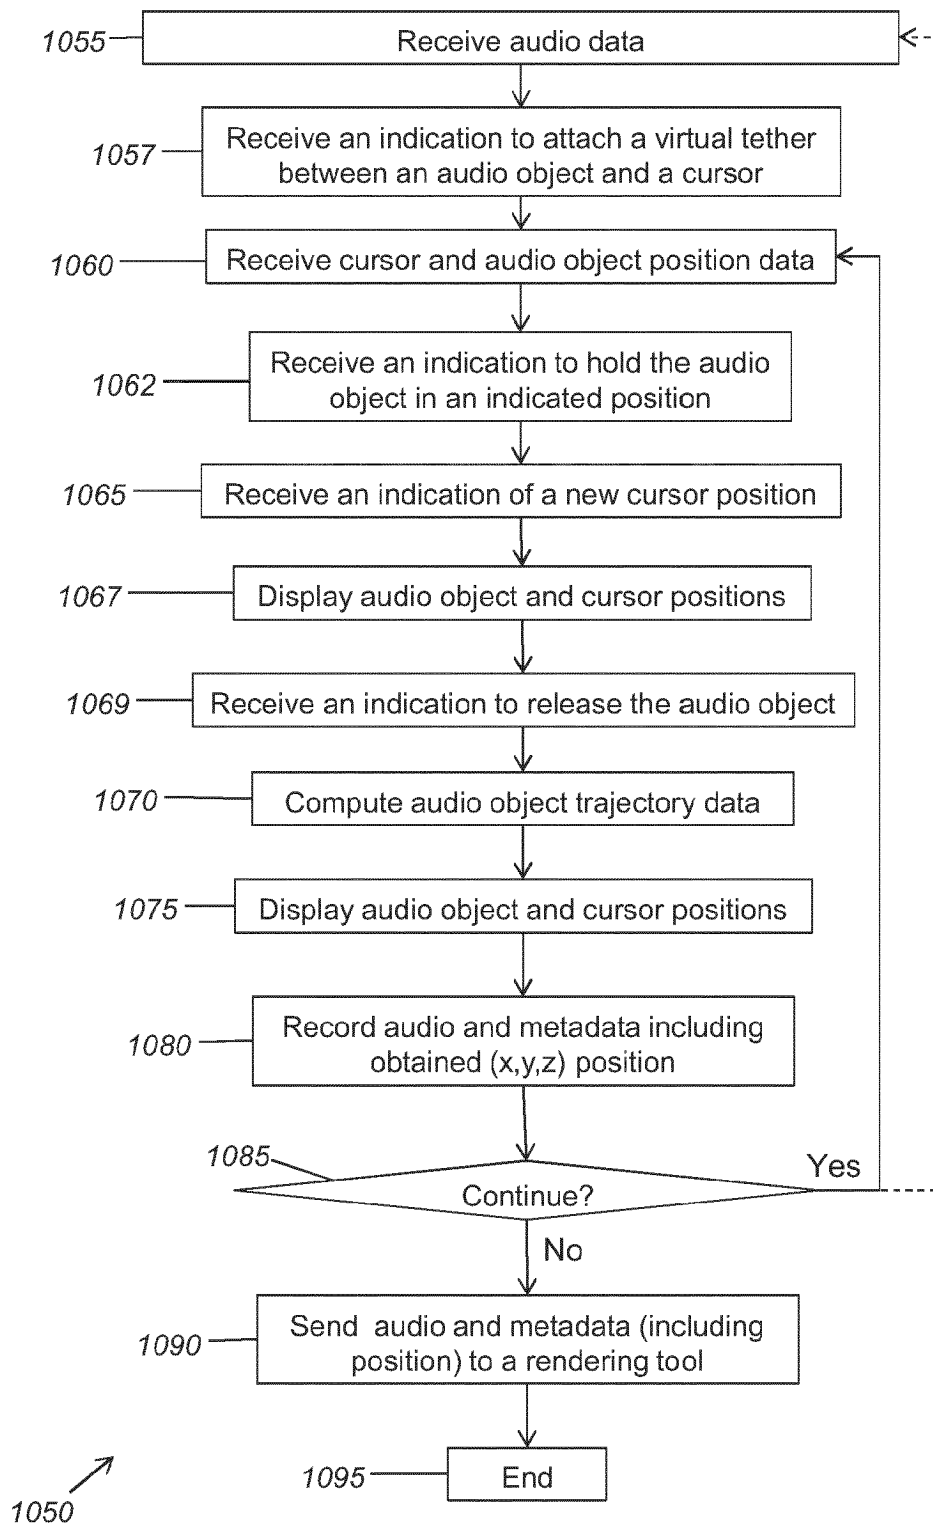 1055
Receive audio data
1057
Receive an indication to attach a virtual tether
between an audio object and a cursor
1060
Receive cursor and audio object position data
1062
Receive an indication to hold the audio
object in an indicated position
1065
Receive an indication of a new cursor position
1067
Display audio object and cursor positions
1069
Receive an indication to release the audio object
1070
Compute audio object trajectory data
1075
Display audio object and cursor positions
1080
Record audio and metadata including
obtained (x,y,z) position
1085
Continue?
Yes
No
1090
Send audio and metadata (including
position) to a rendering tool
1095
End
1050